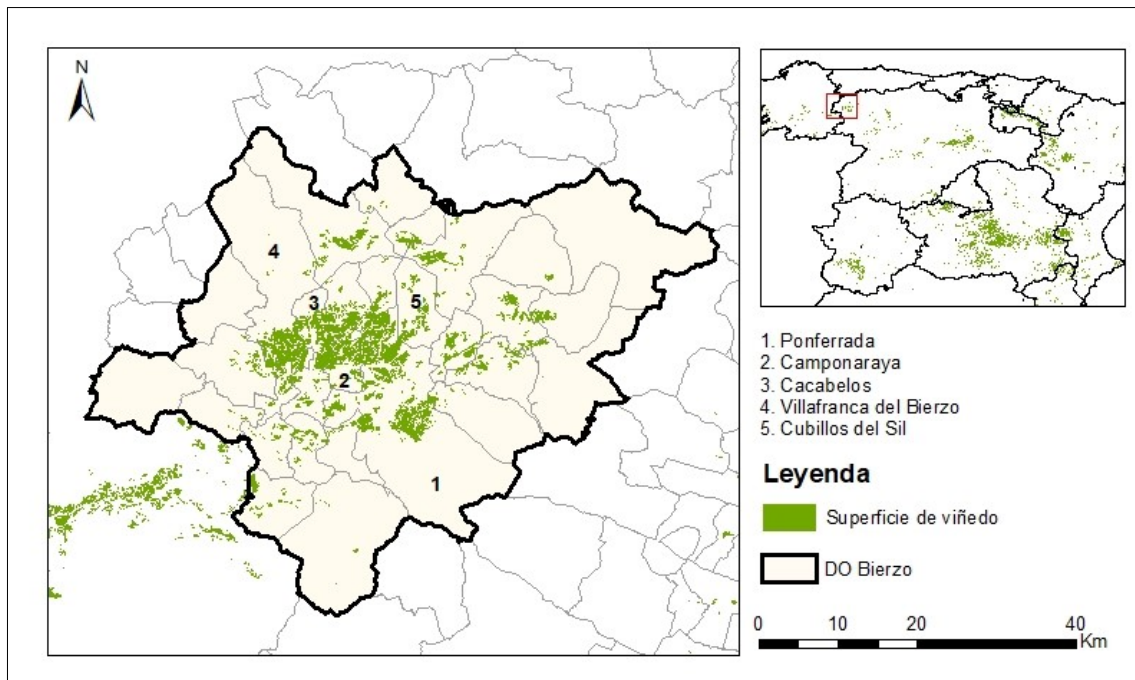 N
4
3
5
2
1
1. Ponferrada
2. Camponaraya
3. Cacabelos
4. Villafranca del Bierzo
5. Cubillos del Sil
Leyenda
Superficie de viñedo
DO Bierzo
0 10 20 40
Km